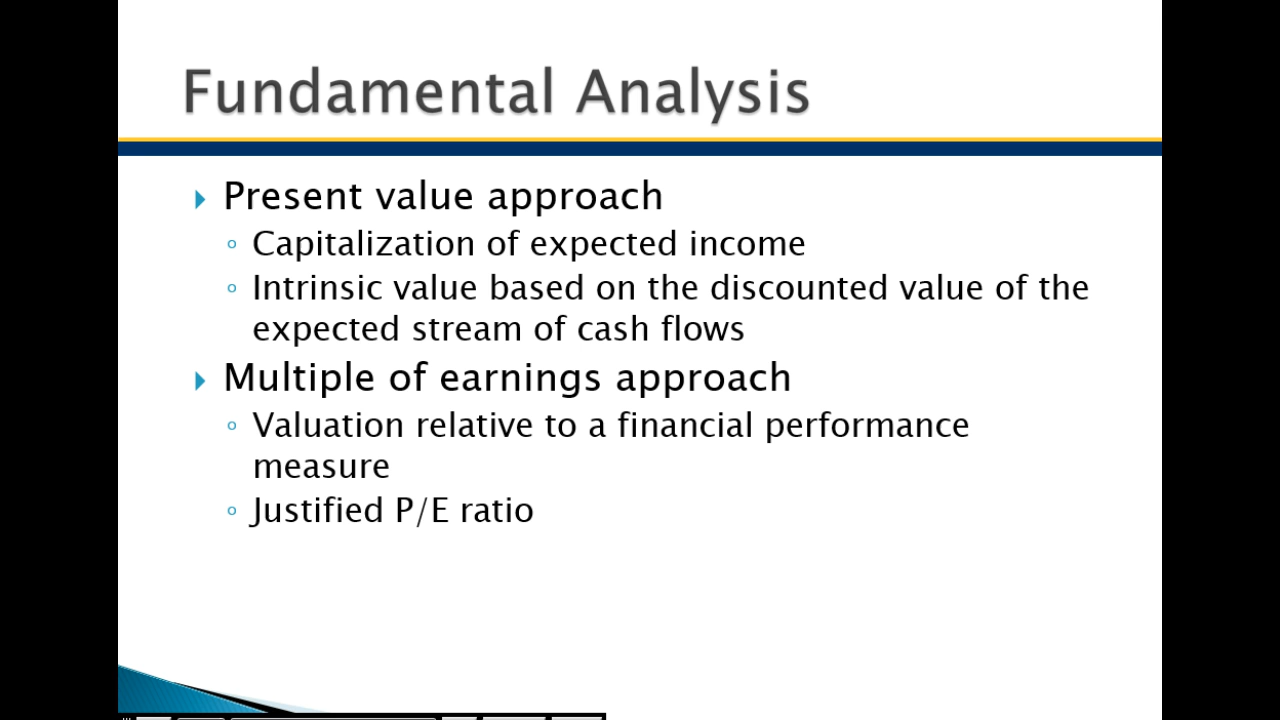 Fundamental Analysis
Present value approach
Capitalization of expected income
Intrinsic value based on the discounted value of the
expected stream of cash flows
Multiple of earnings approach
Valuation relative to a financial performance
measure
Justified P/E ratio